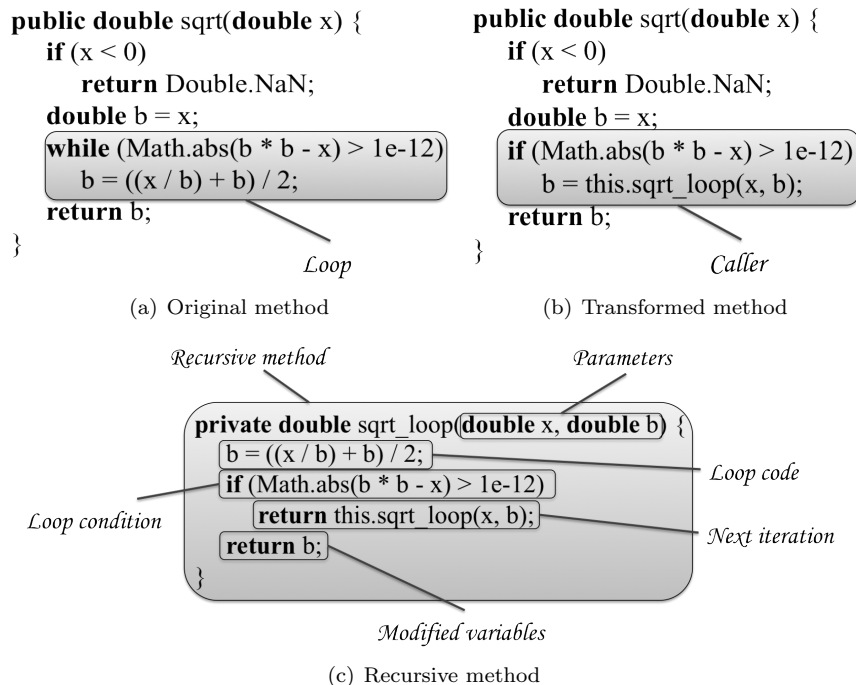 public double sqrt(double x) {
if (x < 0)
return Double.NaN;
double b = x;
while (Math.abs(b * b - x) > 1e-12)
b = ((x / b) + b) / 2;
return b;
}
Loop
(a) Original method
public double sqrt(double x) {
if (x < 0)
return Double.NaN;
double b = x;
if (Math.abs(b * b - x) > 1e-12)
b = this.sqrt_loop(x, b);
return b;
}
Caller
(b) Transformed method
Recursive method
Parameters
private double sqrt_loop(double x, double b) {
b = ((x / b) + b) / 2;
if (Math.abs(b * b - x) > 1e-12)
return this.sqrt_loop(x, b);
return b;
}
Loop code
Loop condition
Next iteration
Modified variables
(c) Recursive method